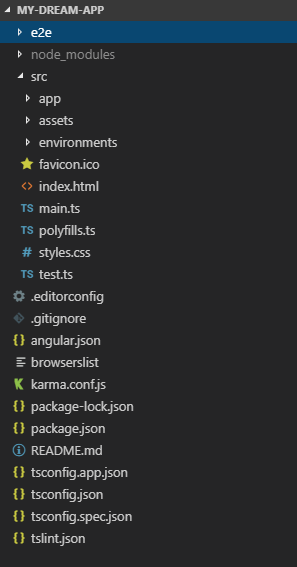 MY-DREAM-APP
e2e
node_modules
src
app
assets
environments
favicon.ico
<> index.html
TS main.ts
TS polyfills.ts
# styles.css
TS test.ts
.editorconfig
.gitignore
{ } angular.json
browserslist
K karma.conf.js
{ } package-lock.json
{ } package.json
README.md
{ } tsconfig.app.json
{ } tsconfig.json
{ } tsconfig.spec.json
{ } tslint.json